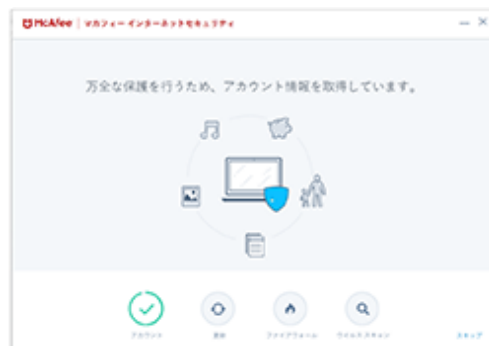 McAfee | マカフィー インターネットセキュリティ
万全な保護を行うため、アカウント情報を取得しています。
アカウント 更新 ファイアウォール ウイルススキャン スキップ